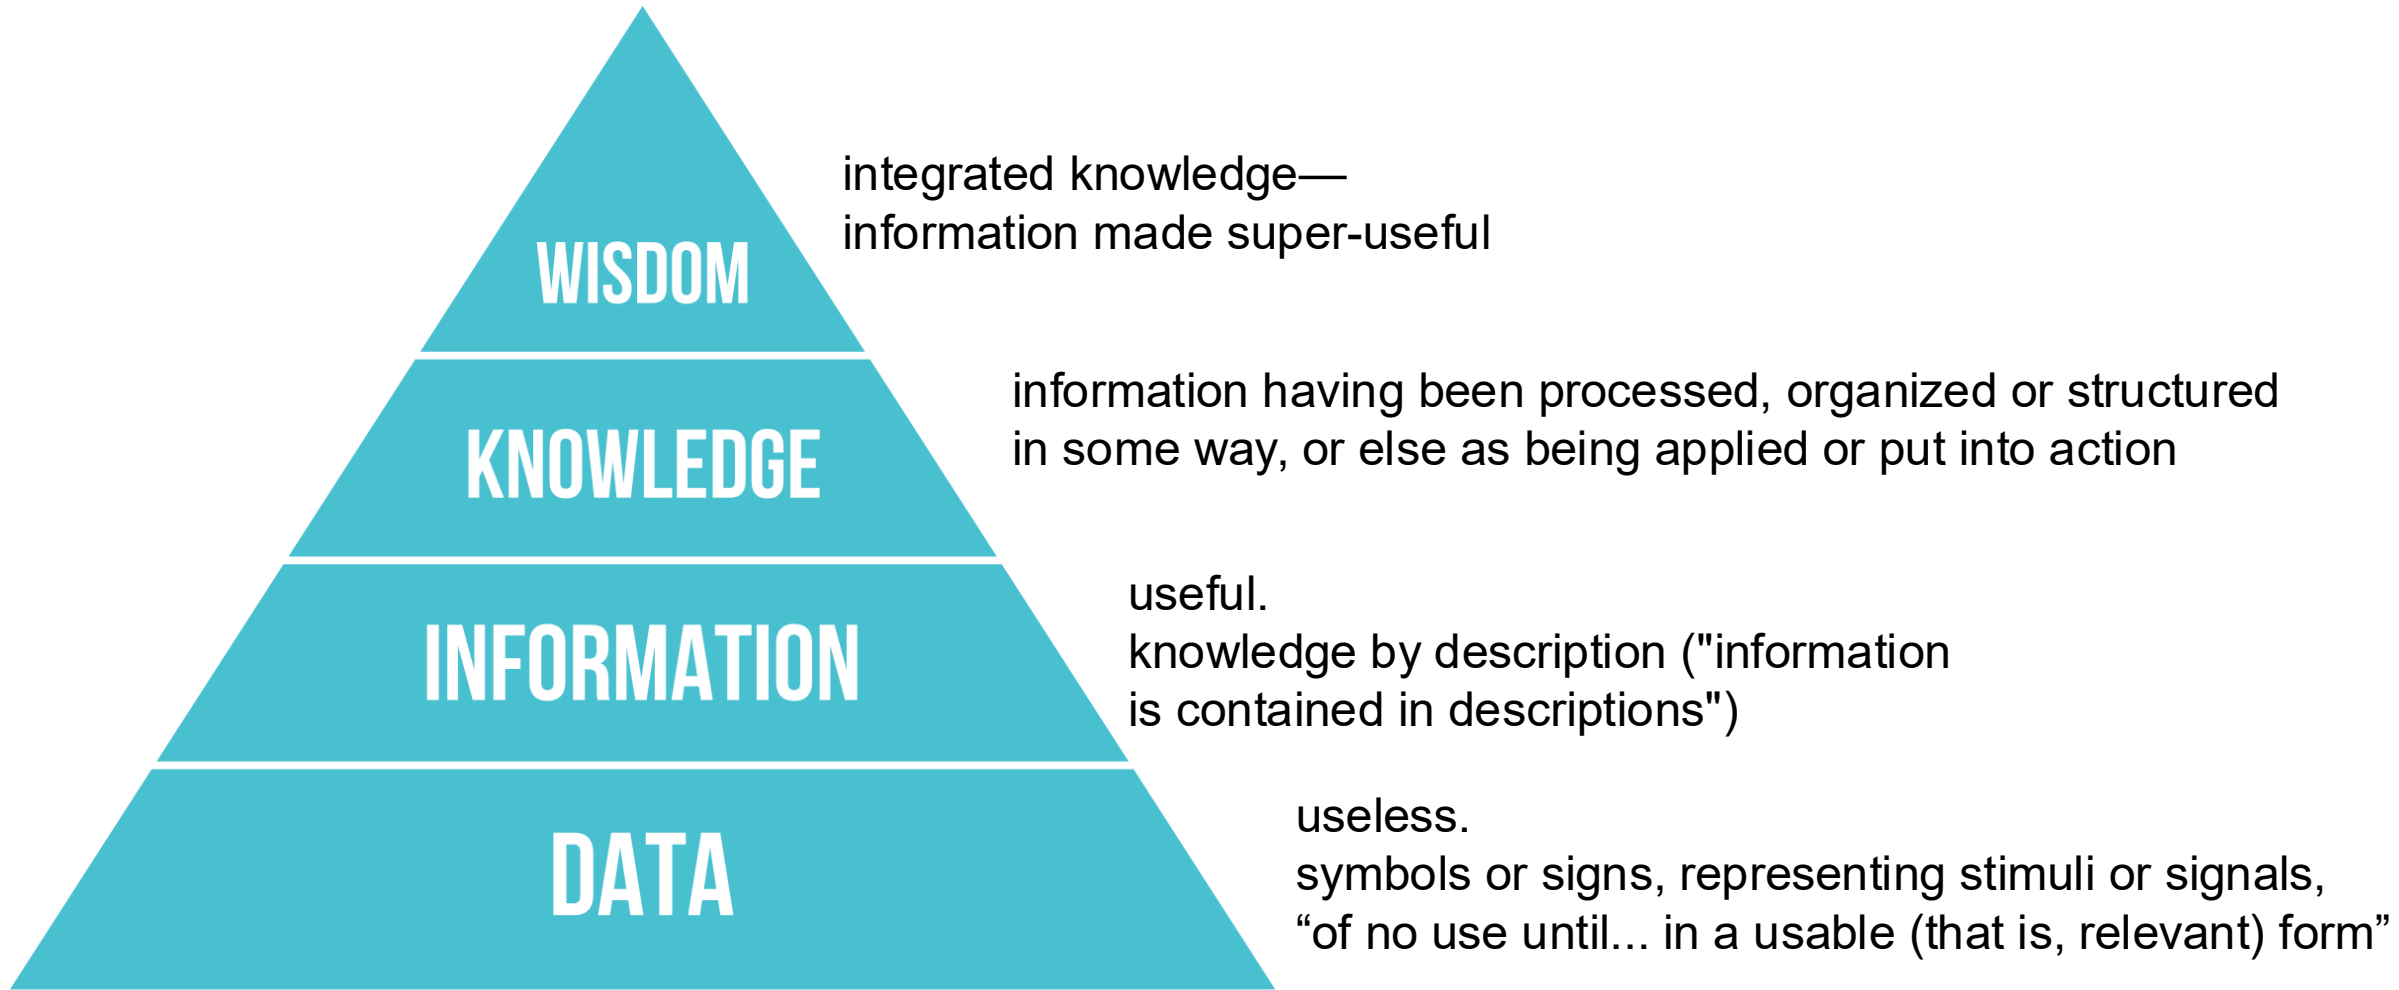 WISDOM
integrated knowledge—
information made super-useful
KNOWLEDGE
information having been processed, organized or structured
in some way, or else as being applied or put into action
INFORMATION
useful.
knowledge by description ("information
is contained in descriptions")
DATA
useless.
symbols or signs, representing stimuli or signals,
“of no use until... in a usable (that is, relevant) form”